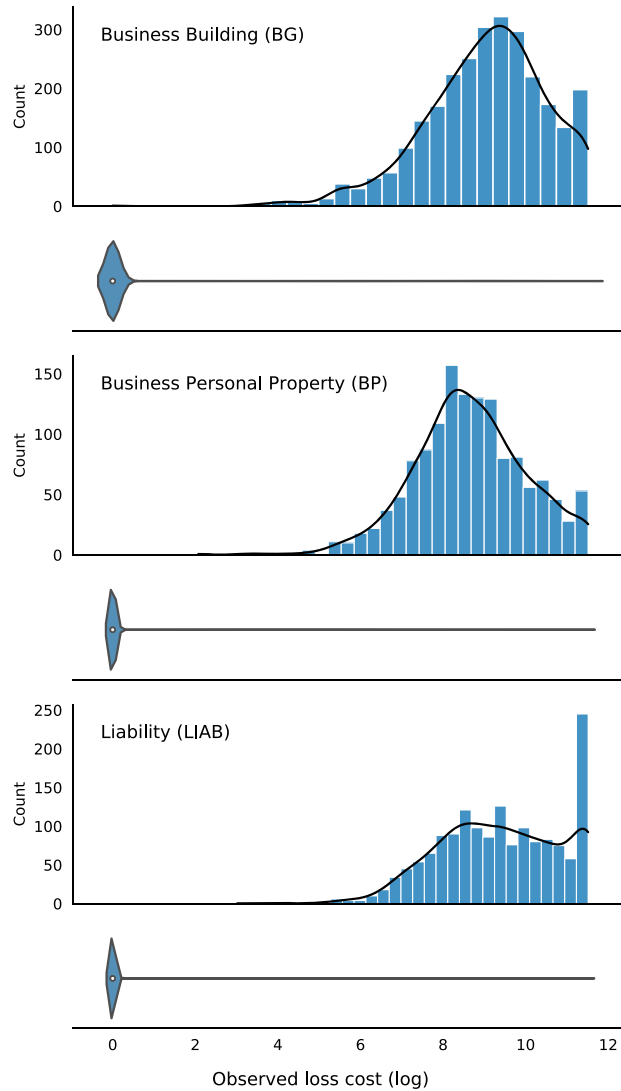 Business Building (BG)
300
200
100
0
Count
Business Personal Property (BP)
150
100
50
0
Count
Liability (LIAB)
250
200
150
100
50
0
Count
0 2 4 6 8 10 12
Observed loss cost (log)